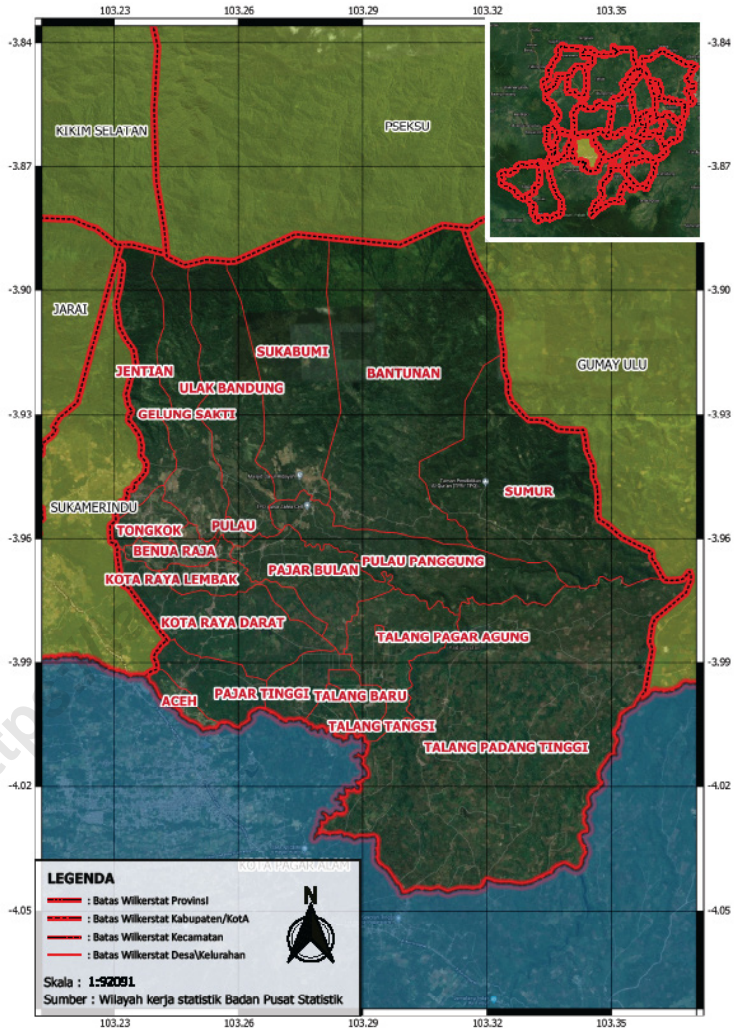 103.23 103.26 103.29 103.32 103.35
-3.84 -3.84
KIKIM SELATAN
PSEKSU
-3.87 -3.87
-3.90 -3.90
JARAI
SUKABUMI
GUMAY ULU
JENTIAN
BANTUNAN
ULAK BANDUNG
GELUNG SAKTI
-3.93 -3.93
SUMUR
SUKAMERINDU
PULAU
TONGKOK
-3.96 -3.96
BENUA RAJA
PULAU PANGGUNG
PAJAR BULAN
KOTA RAYA LEMBAK
KOTA RAYA DARAT
TALANG PAGAR AGUNG
-3.99 -3.99
PAJAR TINGGI
TALANG BARU
ACEH
TALANG TANGSI
TALANG PADANG TINGGI
-4.02 -4.02
KOTA PAGAR ALAM
LEGENDA
N
: Batas Wilkerstat Provinsi
-4.05 -4.05
: Batas Wilkerstat Kabupaten/KotA
: Batas Wilkerstat Kecamatan
: Batas Wilkerstat Desa\Kelurahan
Skala : 1:92091
Sumber : Wilayah kerja statistik Badan Pusat Statistik
103.23 103.26 103.29 103.32 103.35